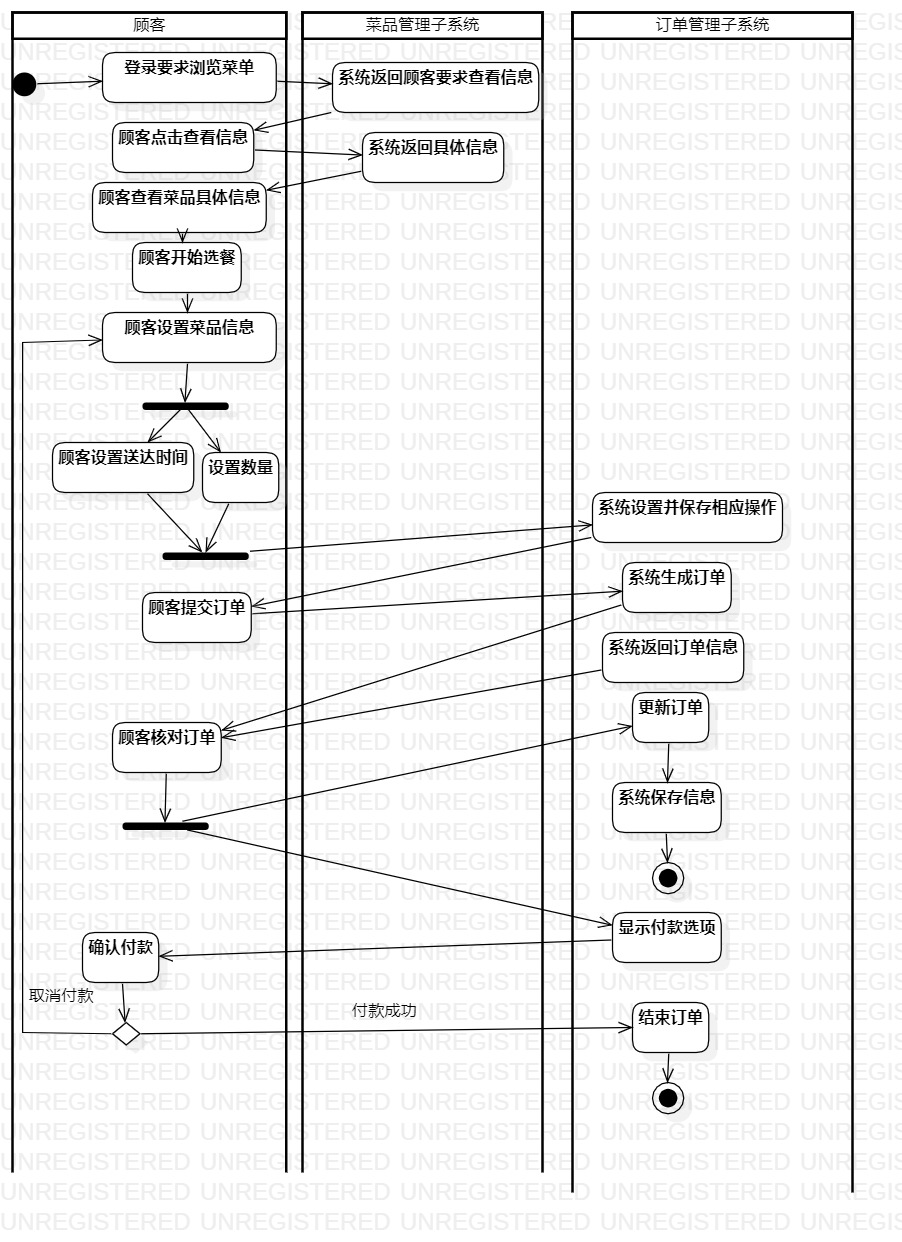 顾客
菜品管理子系统
订单管理子系统
登录要求浏览菜单
系统返回顾客要求查看信息
顾客点击查看信息
系统返回具体信息
顾客查看菜品具体信息
顾客开始选餐
顾客设置菜品信息
顾客设置送达时间
设置数量
系统设置并保存相应操作
系统生成订单
顾客提交订单
系统返回订单信息
更新订单
顾客核对订单
系统保存信息
显示付款选项
确认付款
取消付款
付款成功
结束订单
UNREGISTERED